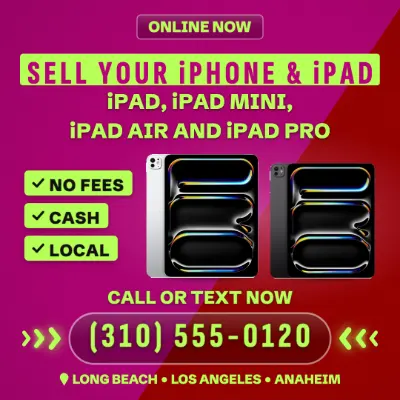 ONLINE NOW
SELL YOUR iPHONE & iPAD
iPAD, iPAD MINI,
iPAD AIR AND iPAD PRO
✓ NO FEES
✓ CASH
✓ LOCAL
CALL OR TEXT NOW
››› (310) 555-0120 ‹‹‹
LONG BEACH • LOS ANGELES • ANAHEIM